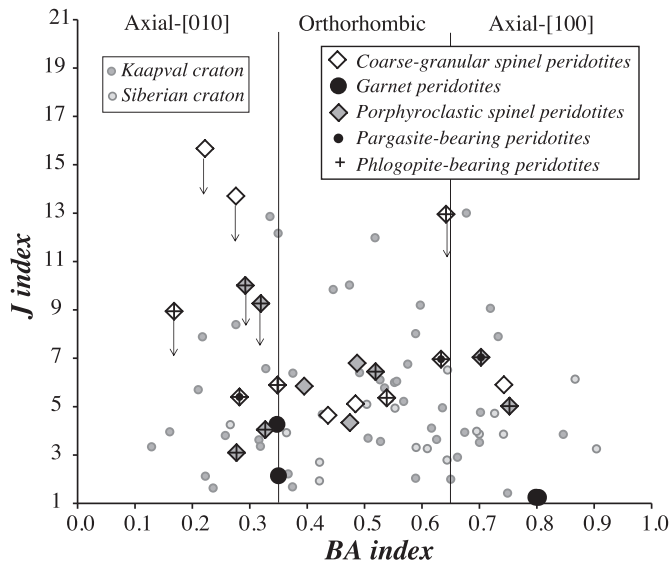 Axial-[010] Orthorhombic Axial-[100]
Kaapval craton
Siberian craton
Coarse-granular spinel peridotites
Garnet peridotites
Porphyroclastic spinel peridotites
Pargasite-bearing peridotites
Phlogopite-bearing peridotites
J index
21
19
17
15
13
11
9
7
5
3
1
0.0 0.1 0.2 0.3 0.4 0.5 0.6 0.7 0.8 0.9 1.0
BA index